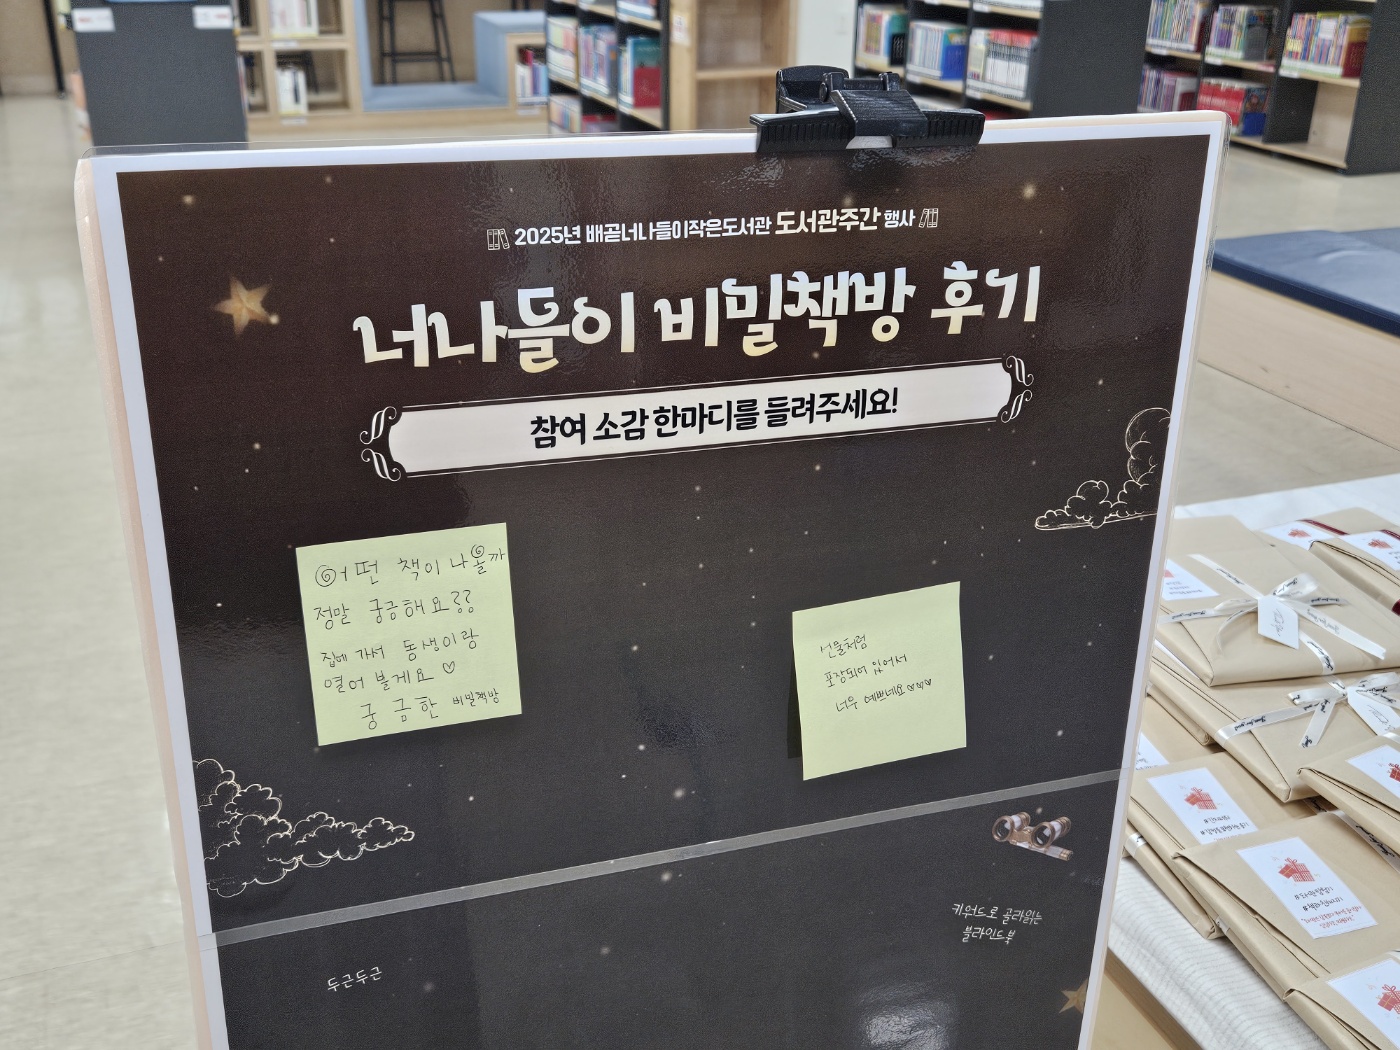 2025년 배곧너나들이작은도서관 도서관주간 행사
너나들이 비밀책방 후기
참여 소감 한마디를 들려주세요!
어떤 책이 나올까
정말 궁금해요??
집에 가서 동생이랑
열어 볼게요♡
궁금한 비밀책방
선물처럼
포장되어 있어서
너무 예쁘네요♡♡♡
키워드로 골라읽는
블라인드 북
두근두근